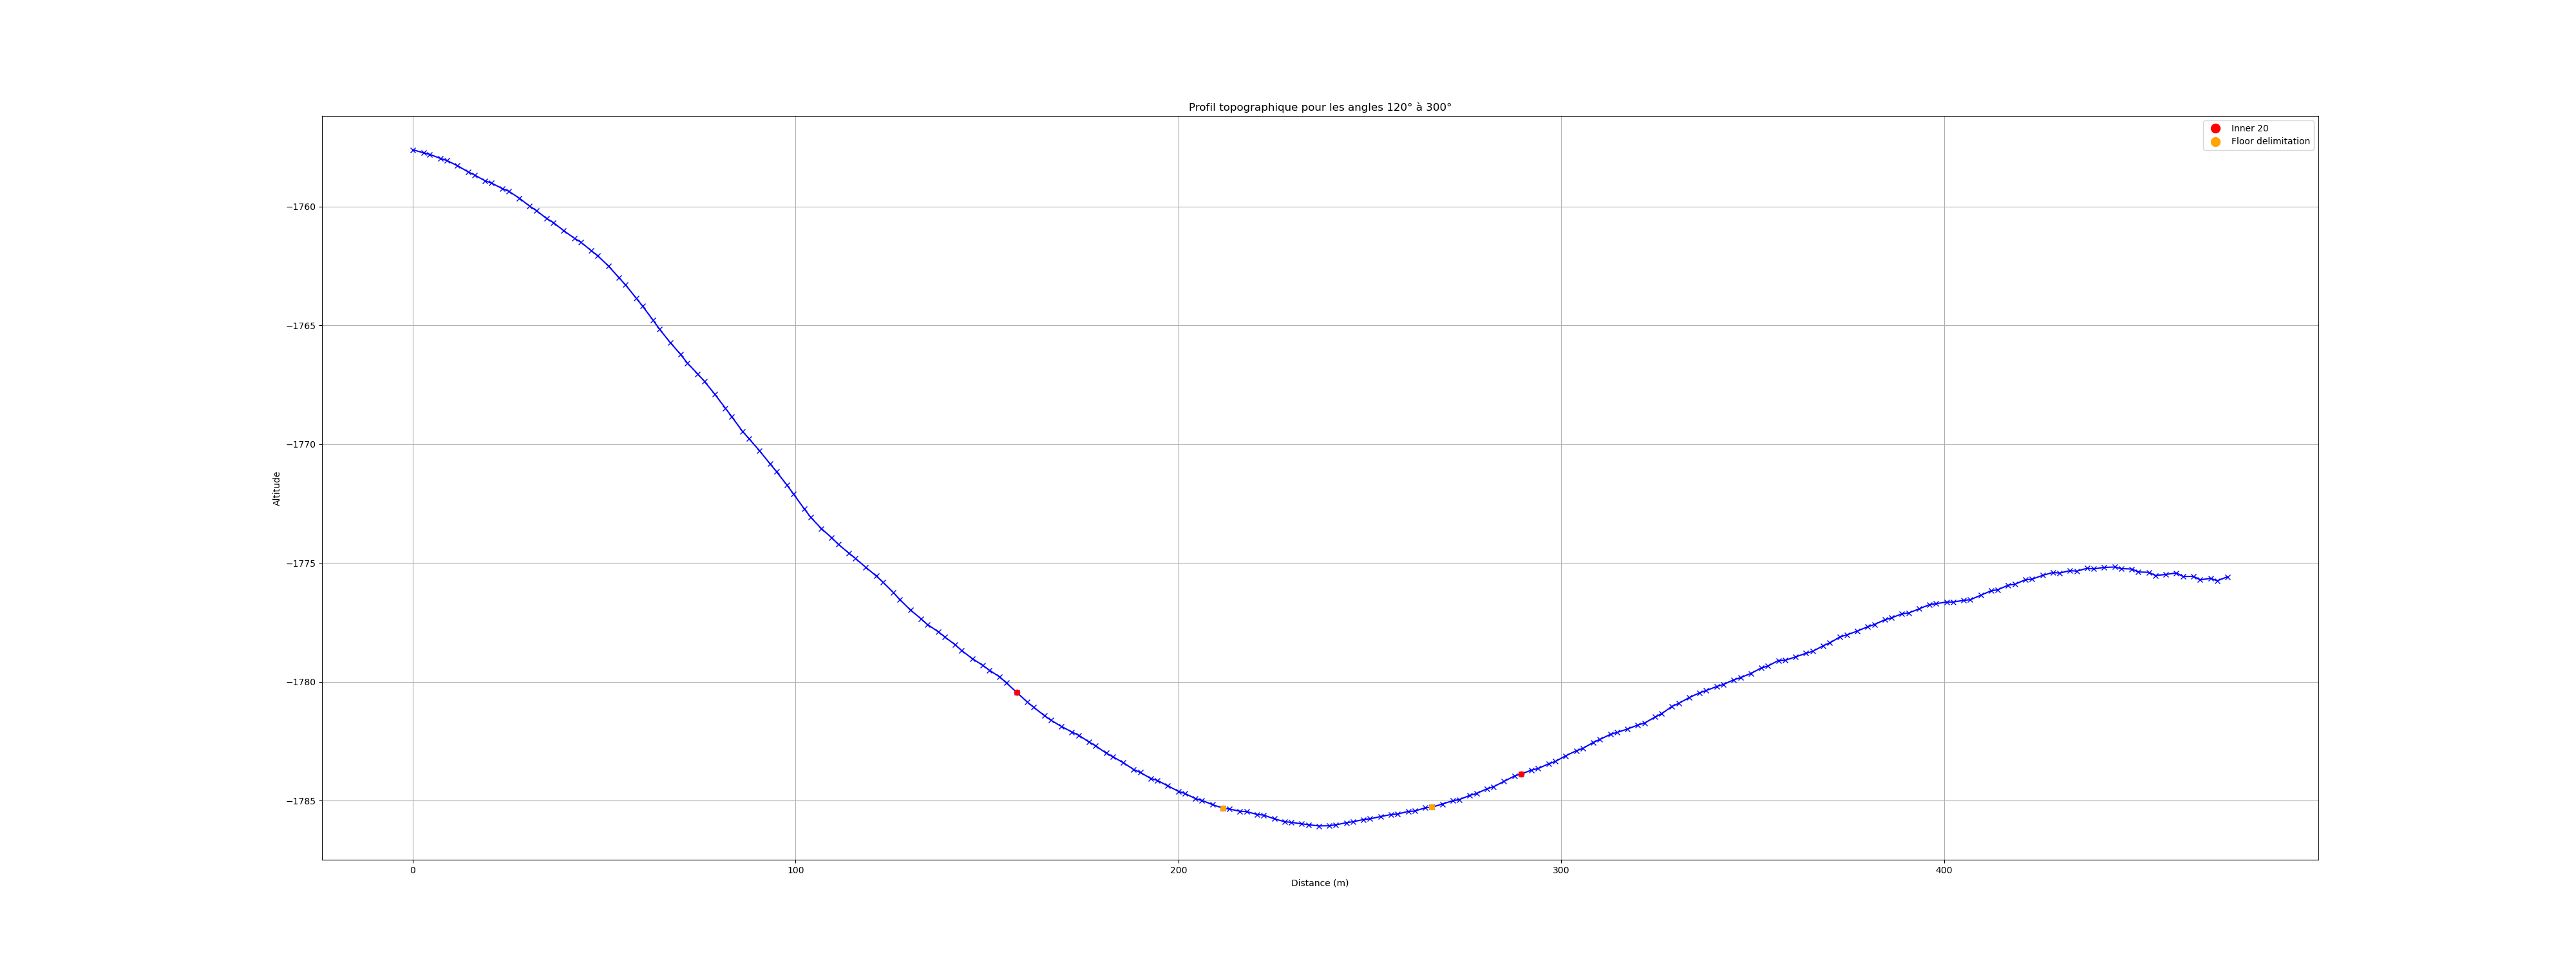 Profil topographique pour les angles 120° à 300°
Inner 20
Floor delimitation
−1760
−1765
−1770
−1775
−1780
−1785
Altitude
0 100 200 300 400
Distance (m)